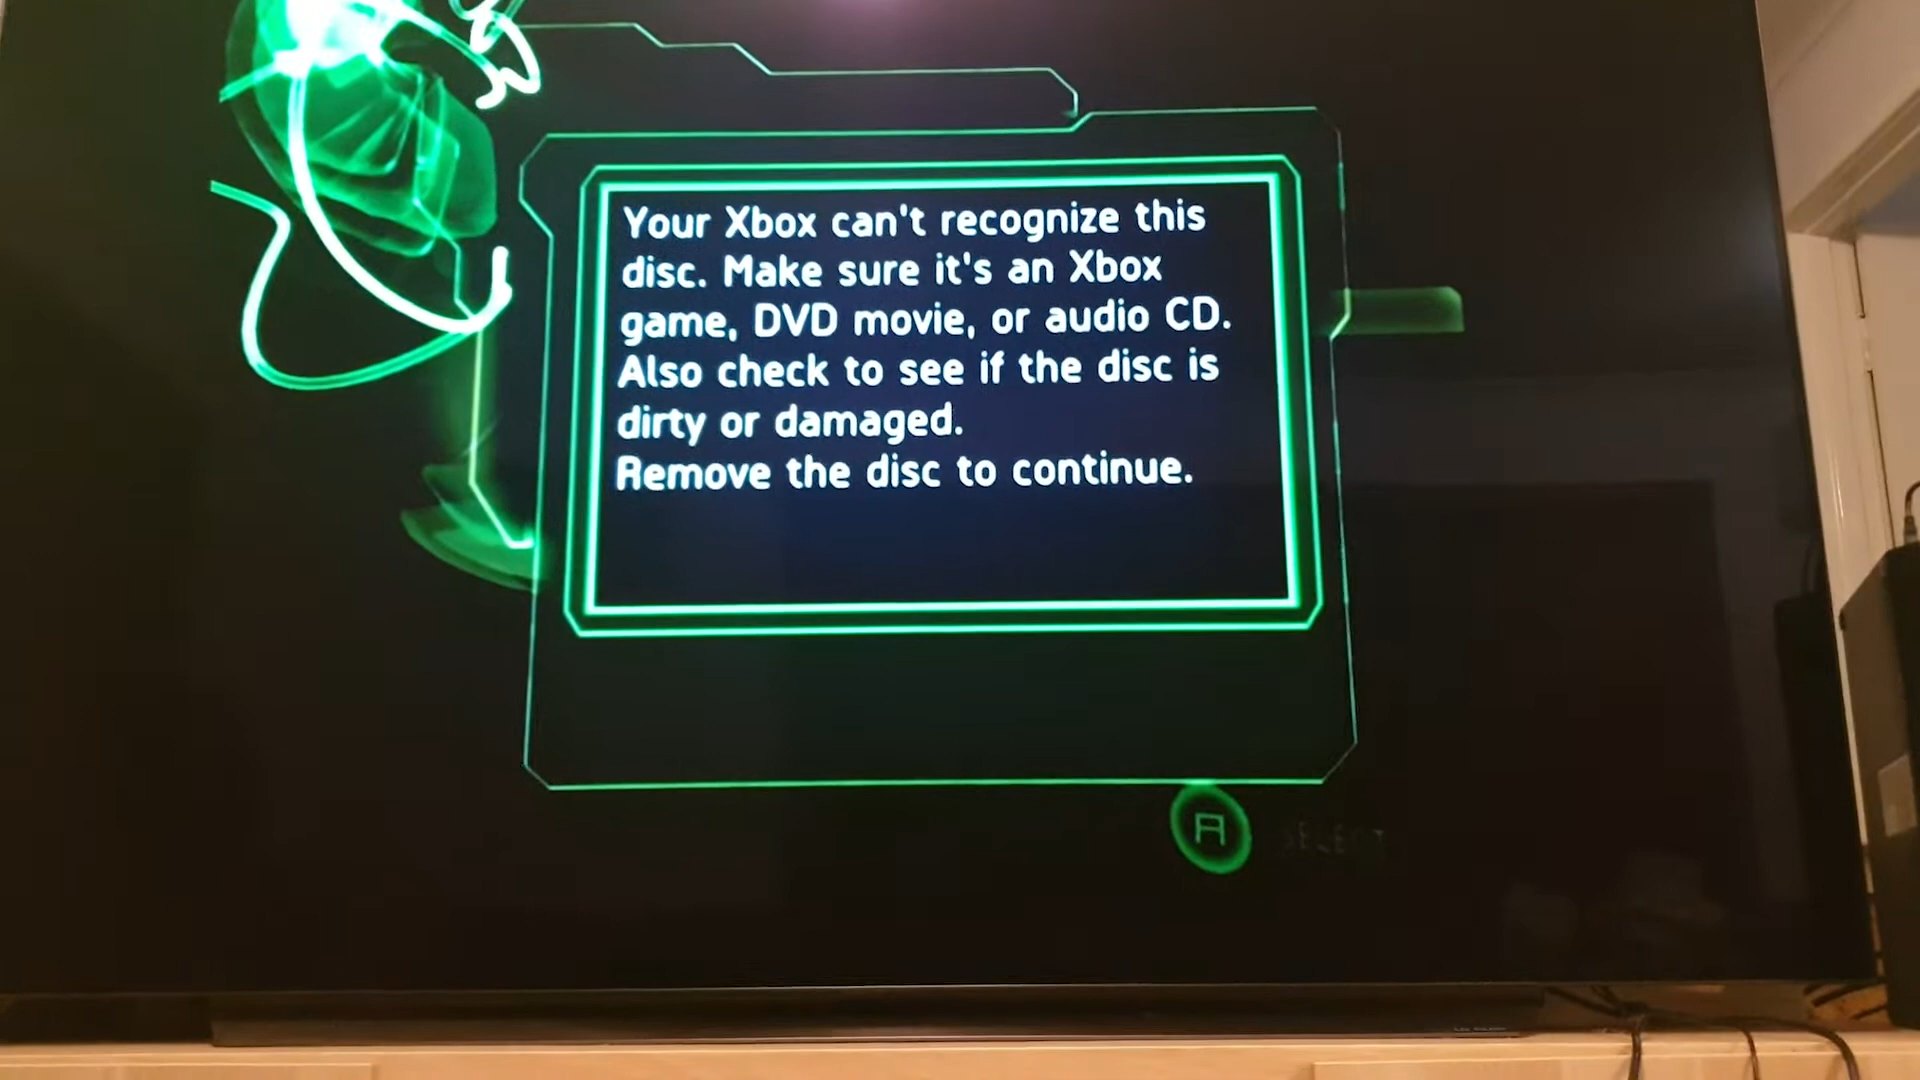 Your Xbox can't recognize this
disc. Make sure it's an Xbox
game, DVD movie, or audio CD.
Also check to see if the disc is
dirty or damaged.
Remove the disc to continue.
A SELECT